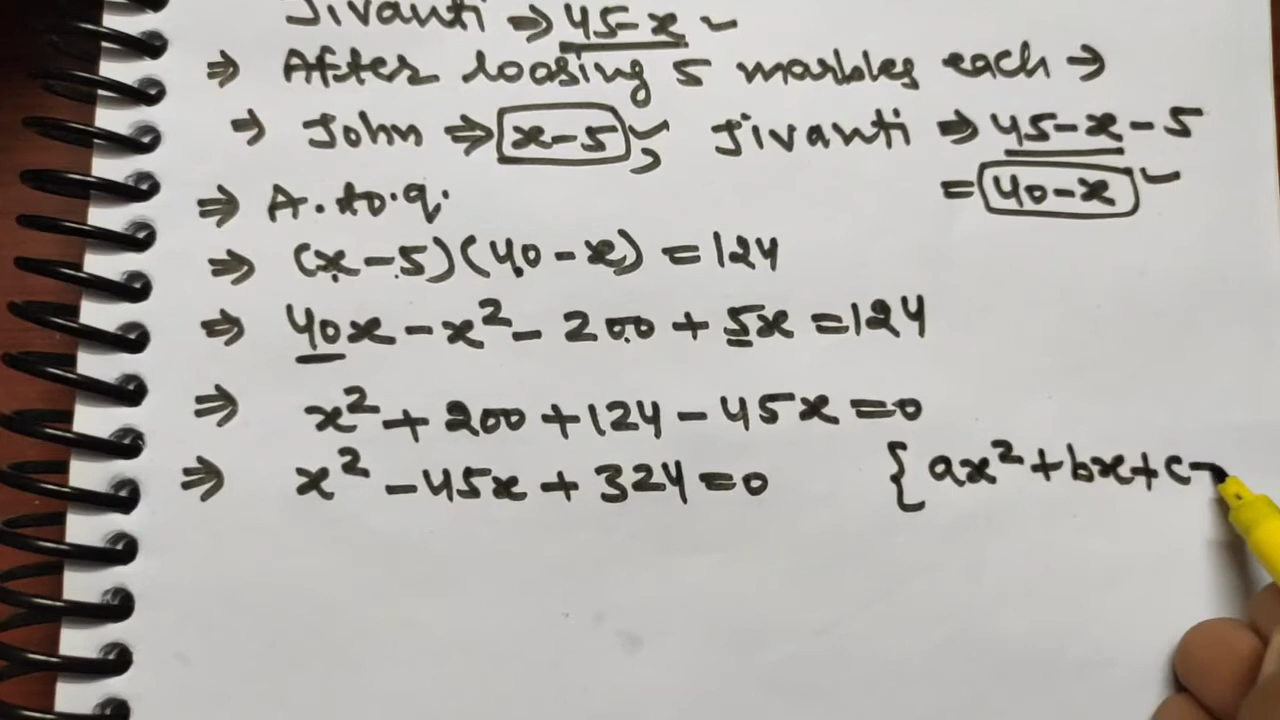 Jivanti ⇒ 45-x
⇒ After loosing 5 marbles each →
⇒ John ⇒ x-5, Jivanti ⇒ 45-x-5
= 40-x
⇒ A.to.q.
⇒ (x-5)(40-x) = 124
⇒ 40x - x² - 200 + 5x = 124
⇒ x² + 200 + 124 - 45x = 0
⇒ x² - 45x + 324 = 0 { ax² + bx + c